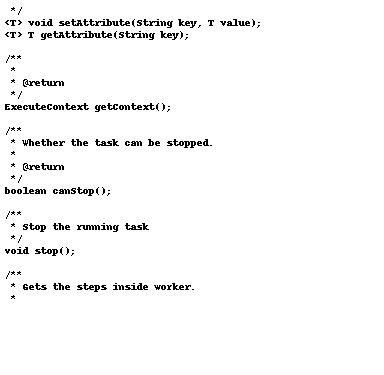 */
<T> void setAttribute(String key, T value);
<T> T getAttribute(String key);

/**
 *
 * @return
 */
ExecuteContext getContext();

/**
 * Whether the task can be stopped.
 *
 * @return
 */
boolean canStop();

/**
 * Stop the running task
 */
void stop();

/**
 * Gets the steps inside worker.
 *